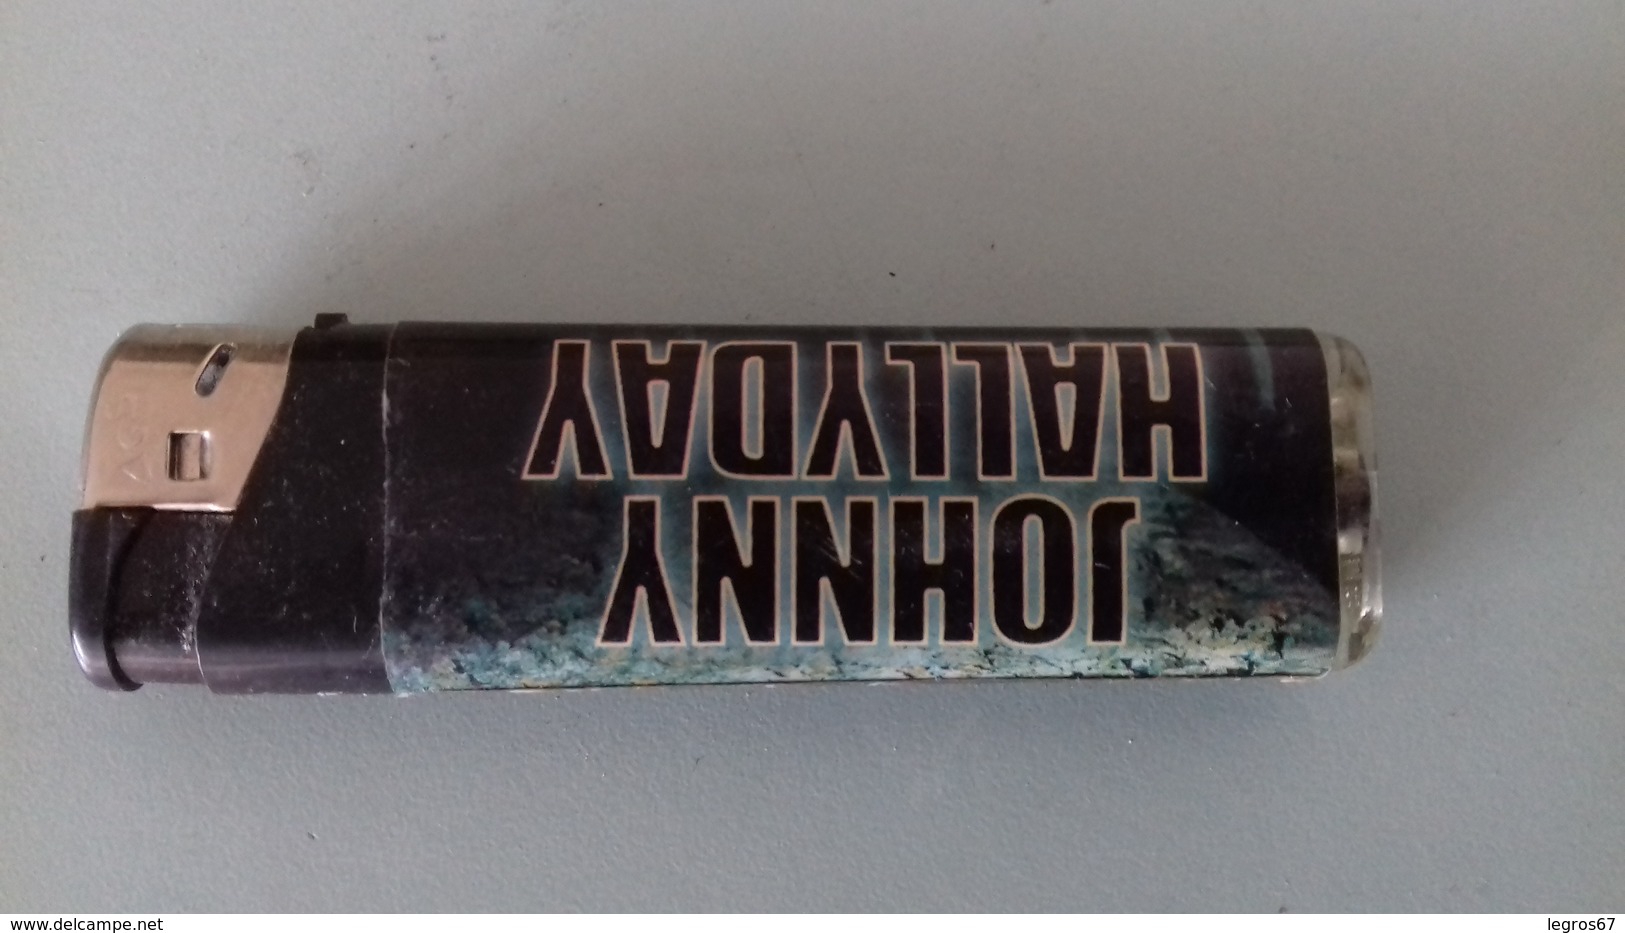 JOHNNY
HALLYDAY
www.delcampe.net
legros67